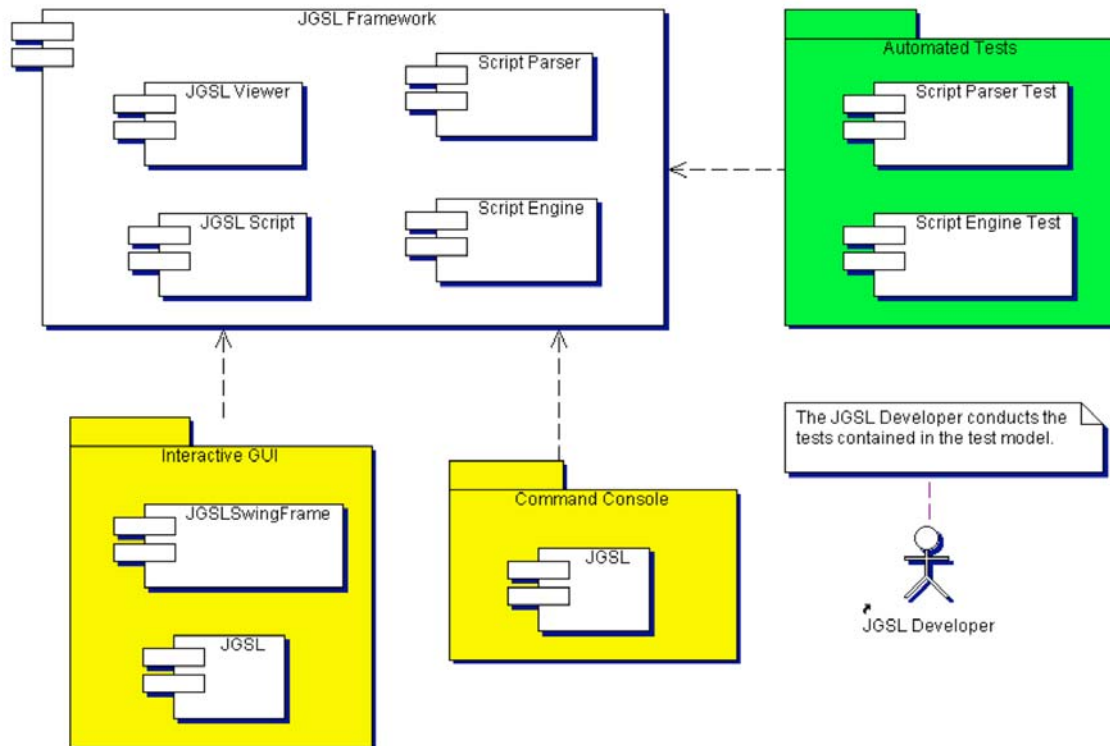 JGSL Framework
JGSL Viewer
Script Parser
JGSL Script
Script Engine
Automated Tests
Script Parser Test
Script Engine Test
Interactive GUI
JGSLSwingFrame
JGSL
Command Console
JGSL
The JGSL Developer conducts the
tests contained in the test model.
JGSL Developer